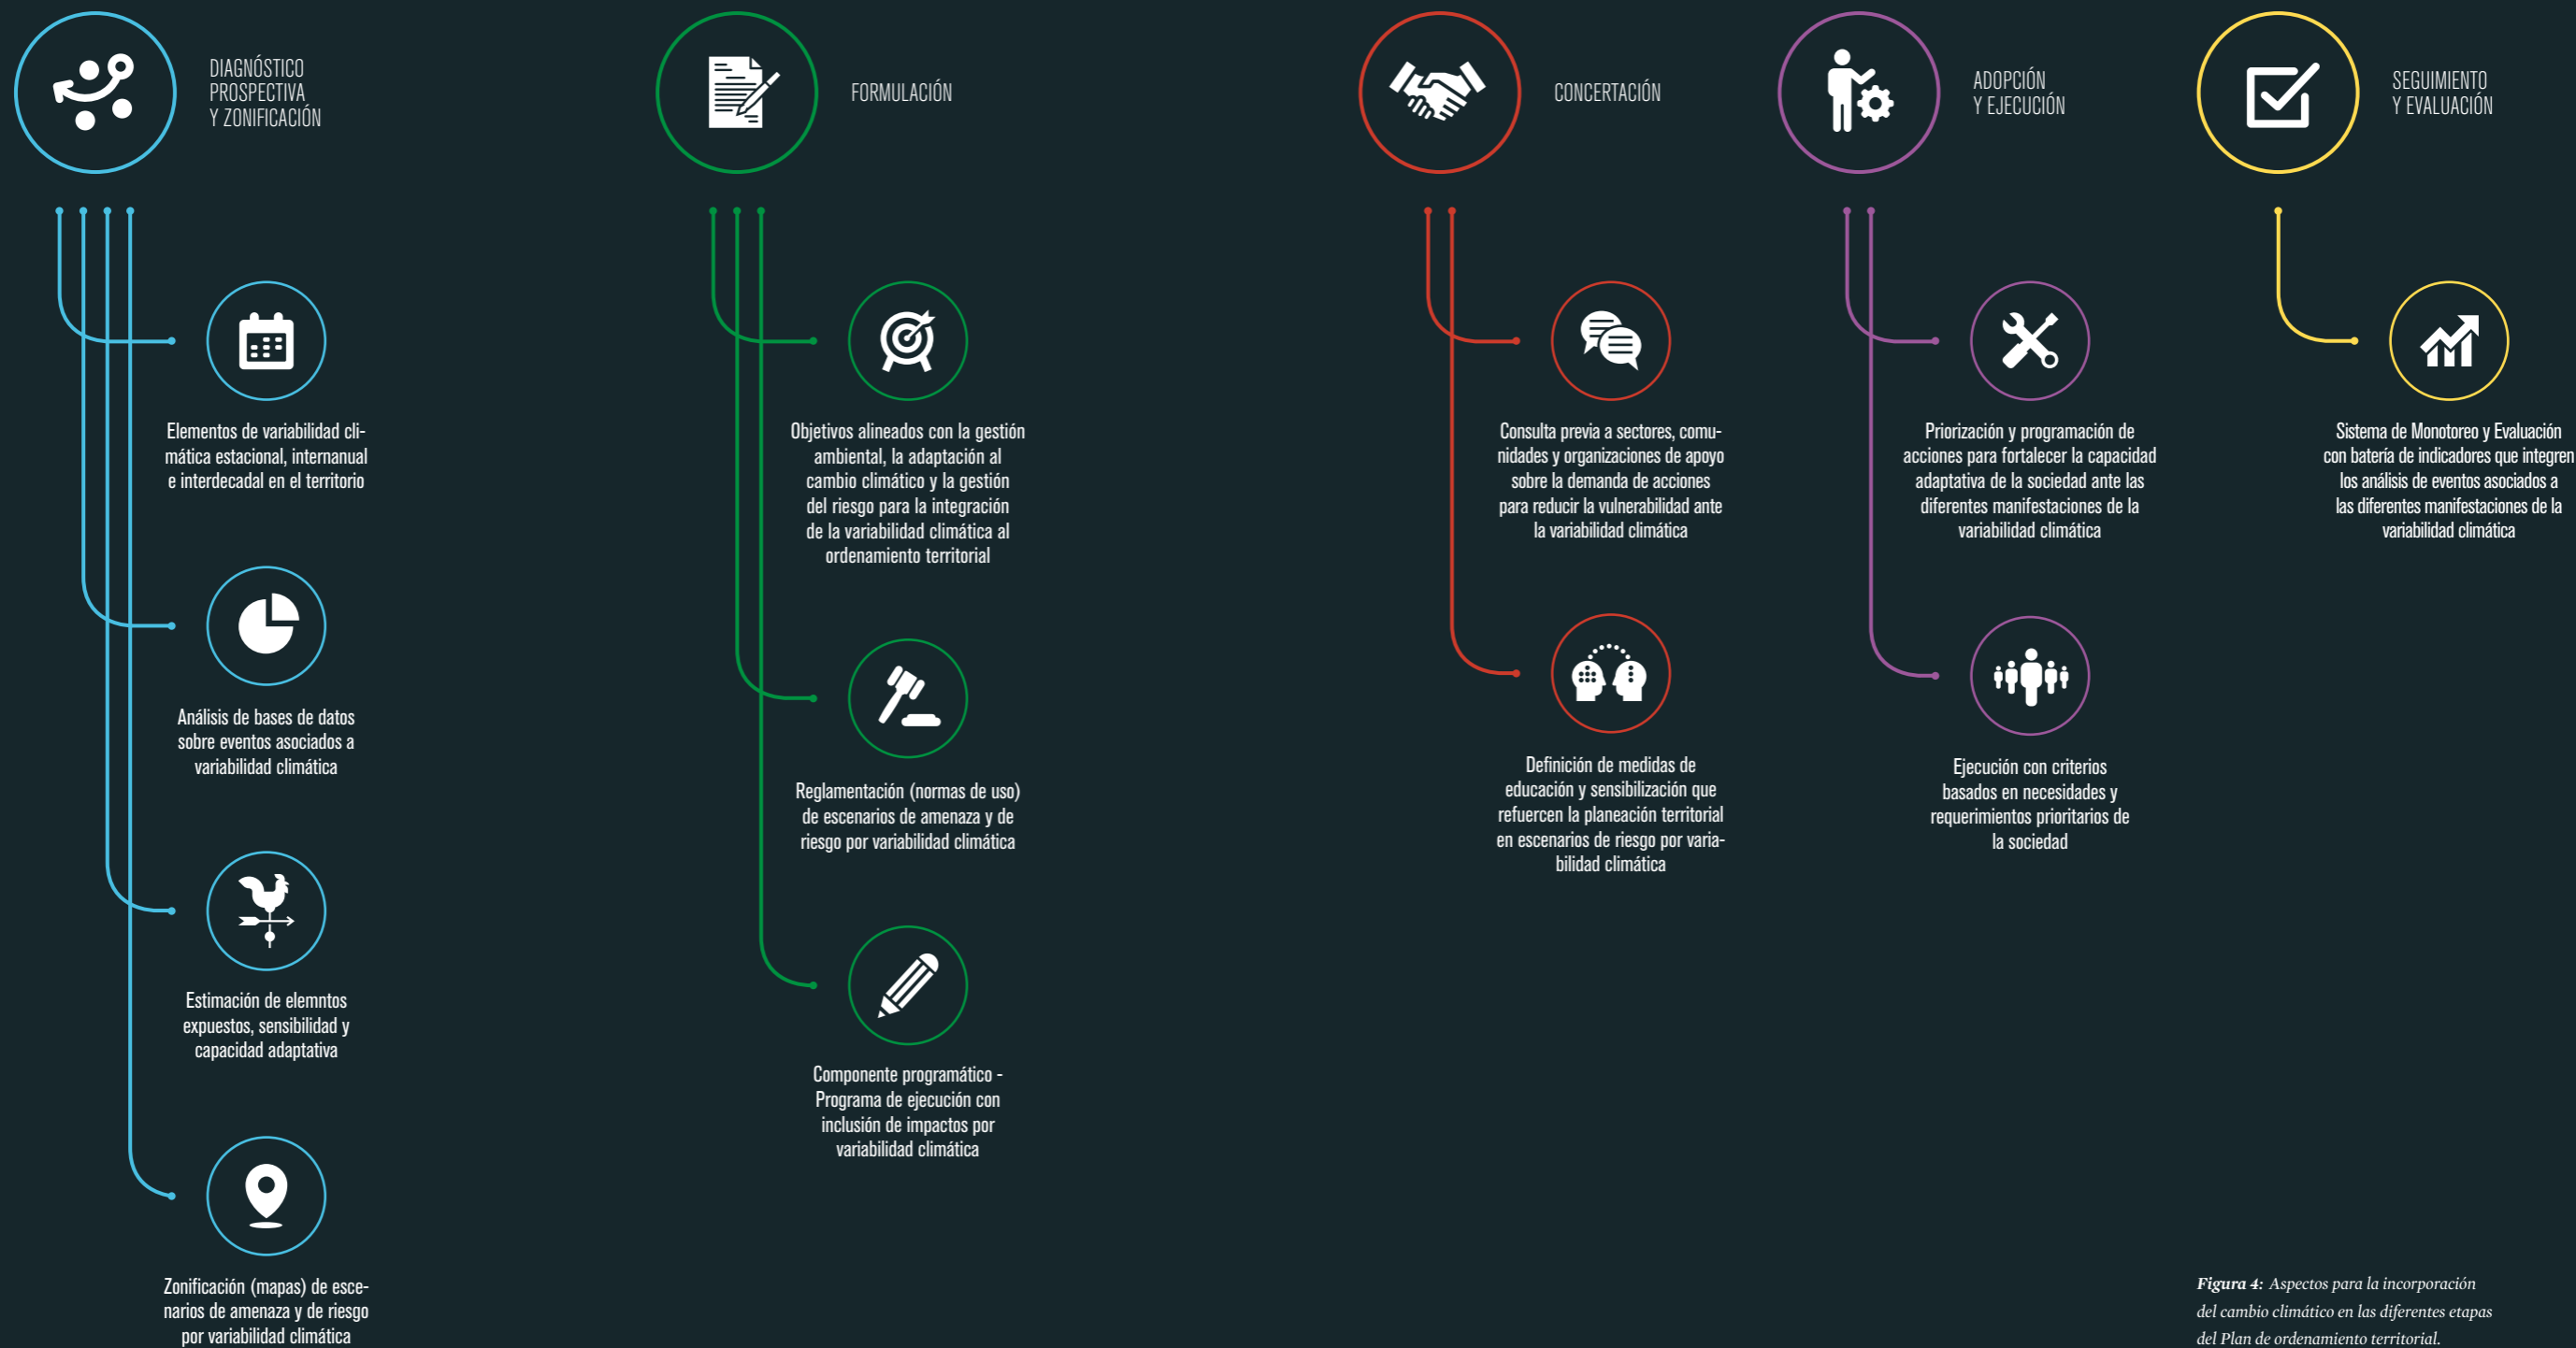 DIAGNÓSTICO
PROSPECTIVA
Y ZONIFICACIÓN
Elementos de variabilidad cli-
mática estacional, internanual
e interdecadal en el territorio
Análisis de bases de datos
sobre eventos asociados a
variabilidad climática
Estimación de elemntos
expuestos, sensibilidad y
capacidad adaptativa
Zonificación (mapas) de esce-
narios de amenaza y de riesgo
por variabilidad climática
FORMULACIÓN
Objetivos alineados con la gestión
ambiental, la adaptación al
cambio climático y la gestión
del riesgo para la integración
de la variabilidad climática al
ordenamiento territorial
Reglamentación (normas de uso)
de escenarios de amenaza y de
riesgo por variabilidad climática
Componente programático -
Programa de ejecución con
inclusión de impactos por
variabilidad climática
CONCERTACIÓN
Consulta previa a sectores, comu-
nidades y organizaciones de apoyo
sobre la demanda de acciones
para reducir la vulnerabilidad ante
la variabilidad climática
Definición de medidas de
educación y sensibilización que
refuercen la planeación territorial
en escenarios de riesgo por varia-
bilidad climática
ADOPCIÓN
Y EJECUCIÓN
Priorización y programación de
acciones para fortalecer la capacidad
adaptativa de la sociedad ante las
diferentes manifestaciones de la
variabilidad climática
Ejecución con criterios
basados en necesidades y
requerimientos prioritarios de
la sociedad
SEGUIMIENTO
Y EVALUACIÓN
Sistema de Monotoreo y Evaluación
con batería de indicadores que integren
los análisis de eventos asociados a
las diferentes manifestaciones de la
variabilidad climática
Figura 4: Aspectos para la incorporación
del cambio climático en las diferentes etapas
del Plan de ordenamiento territorial.